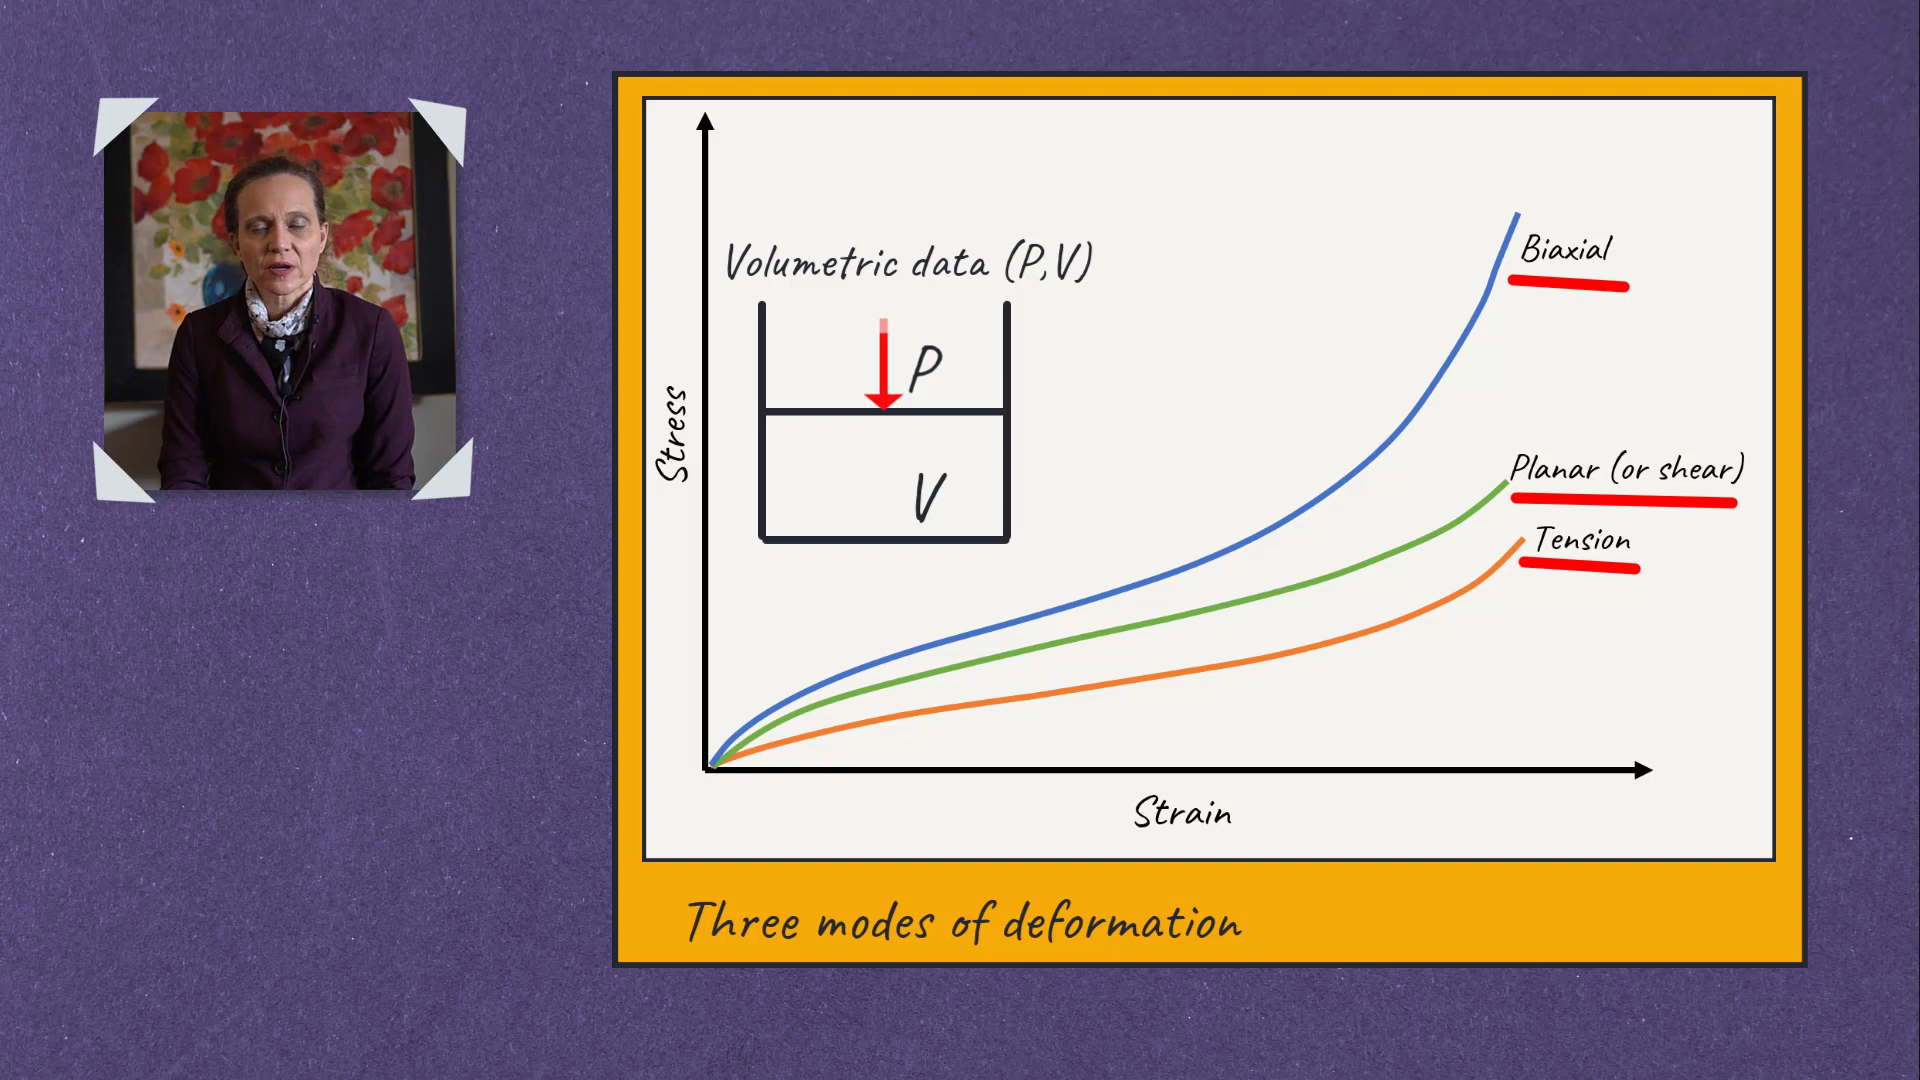 Volumetric data (P,V)
P
V
Stress
Biaxial
Planar (or shear)
Tension
Strain
Three modes of deformation